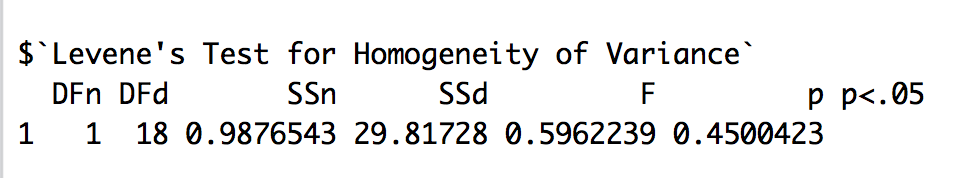 $`Levene's Test for Homogeneity of Variance`
DFn DFd SSn SSd F p p<.05
1 1 18 0.9876543 29.81728 0.5962239 0.4500423